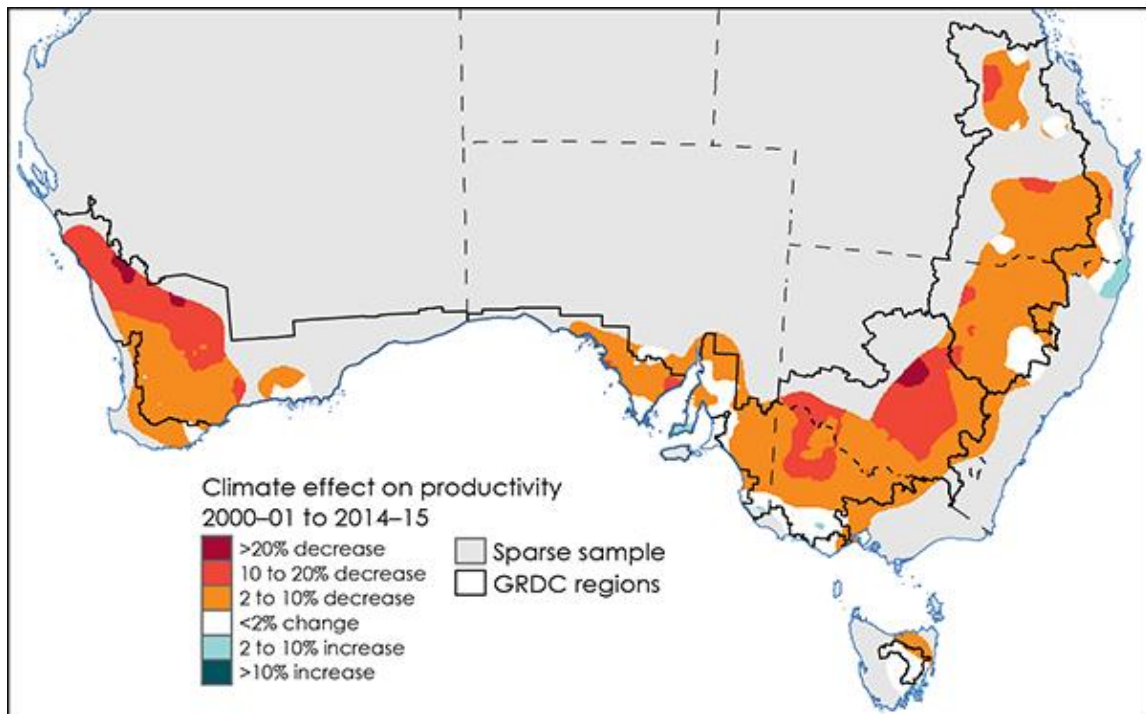 Climate effect on productivity
2000–01 to 2014–15
>20% decrease
10 to 20% decrease
2 to 10% decrease
<2% change
2 to 10% increase
>10% increase
Sparse sample
GRDC regions